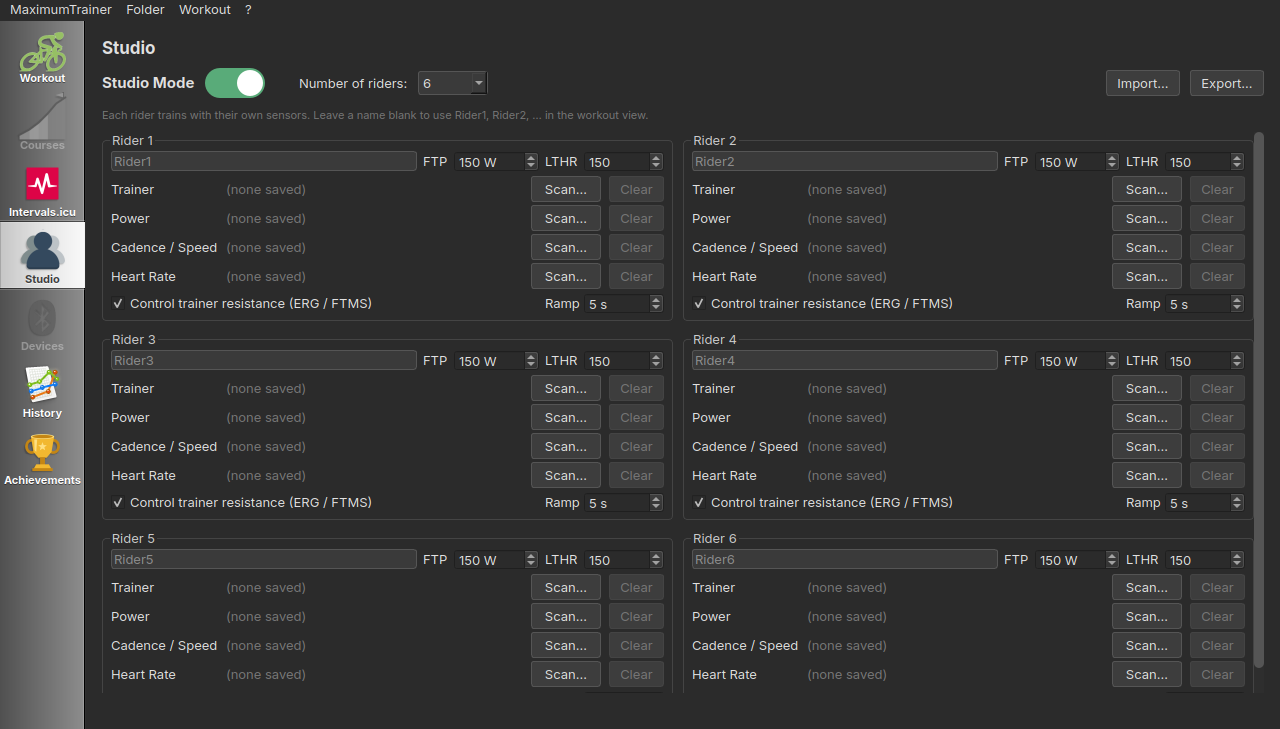 MaximumTrainer Folder Workout ?
Workout
Courses
Intervals.icu
Studio
Devices
History
Achievements
Studio
Studio Mode Number of riders: 6 Import... Export...
Each rider trains with their own sensors. Leave a name blank to use Rider1, Rider2, ... in the workout view.
Rider 1
Rider1 FTP 150 W LTHR 150
Trainer (none saved) Scan... Clear
Power (none saved) Scan... Clear
Cadence / Speed (none saved) Scan... Clear
Heart Rate (none saved) Scan... Clear
Control trainer resistance (ERG / FTMS) Ramp 5 s
Rider 2
Rider2 FTP 150 W LTHR 150
Trainer (none saved) Scan... Clear
Power (none saved) Scan... Clear
Cadence / Speed (none saved) Scan... Clear
Heart Rate (none saved) Scan... Clear
Control trainer resistance (ERG / FTMS) Ramp 5 s
Rider 3
Rider3 FTP 150 W LTHR 150
Trainer (none saved) Scan... Clear
Power (none saved) Scan... Clear
Cadence / Speed (none saved) Scan... Clear
Heart Rate (none saved) Scan... Clear
Control trainer resistance (ERG / FTMS) Ramp 5 s
Rider 4
Rider4 FTP 150 W LTHR 150
Trainer (none saved) Scan... Clear
Power (none saved) Scan... Clear
Cadence / Speed (none saved) Scan... Clear
Heart Rate (none saved) Scan... Clear
Control trainer resistance (ERG / FTMS) Ramp 5 s
Rider 5
Rider5 FTP 150 W LTHR 150
Trainer (none saved) Scan... Clear
Power (none saved) Scan... Clear
Cadence / Speed (none saved) Scan... Clear
Heart Rate (none saved) Scan... Clear
Rider 6
Rider6 FTP 150 W LTHR 150
Trainer (none saved) Scan... Clear
Power (none saved) Scan... Clear
Cadence / Speed (none saved) Scan... Clear
Heart Rate (none saved) Scan... Clear